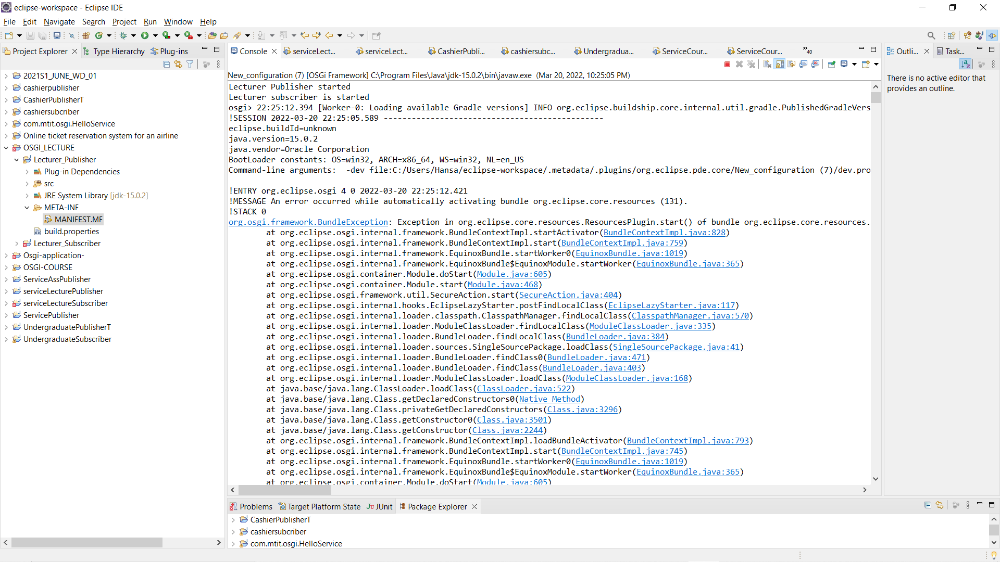 eclipse-workspace - Eclipse IDE
File Edit Navigate Search Project Run Window Help
Project Explorer
Type Hierarchy
Plug-ins
2021S1_JUNE_WD_01
cashierpublisher
CashierPublisherT
cashiersubcriber
com.mtit.osgi.HelloService
Online ticket reservation system for an airline
OSGI_LECTURE
Lecturer_Publisher
Plug-in Dependencies
src
JRE System Library [jdk-15.0.2]
META-INF
MANIFEST.MF
build.properties
Lecturer_Subscriber
Osgi-application-
OSGI-COURSE
ServiceAssPublisher
serviceLecturePublisher
serviceLectureSubscriber
ServicePublisher
UndergraduatePublisherT
UndergraduateSubscriber
Console
serviceLect...
serviceLect...
CashierPubli...
cashiersubc...
Undergradua...
ServiceCour...
ServiceCour...
»40
New_configuration (7) [OSGi Framework] C:\Program Files\Java\jdk-15.0.2\bin\javaw.exe (Mar 20, 2022, 10:25:05 PM)
Lecturer Publisher started
Lecturer subscriber is started
osgi> 22:25:12.394 [Worker-0: Loading available Gradle versions] INFO org.eclipse.buildship.core.internal.util.gradle.PublishedGradleVers
!SESSION 2022-03-20 22:25:05.589 -----------------------------------------------
eclipse.buildId=unknown
java.version=15.0.2
java.vendor=Oracle Corporation
BootLoader constants: OS=win32, ARCH=x86_64, WS=win32, NL=en_US
Command-line arguments:  -dev file:C:/Users/Hansa/eclipse-workspace/.metadata/.plugins/org.eclipse.pde.core/New_configuration (7)/dev.pro
!ENTRY org.eclipse.osgi 4 0 2022-03-20 22:25:12.421
!MESSAGE An error occurred while automatically activating bundle org.eclipse.core.resources (131).
!STACK 0
org.osgi.framework.BundleException: Exception in org.eclipse.core.resources.ResourcesPlugin.start() of bundle org.eclipse.core.resources.
at org.eclipse.osgi.internal.framework.BundleContextImpl.startActivator(BundleContextImpl.java:828)
at org.eclipse.osgi.internal.framework.BundleContextImpl.start(BundleContextImpl.java:759)
at org.eclipse.osgi.internal.framework.EquinoxBundle.startWorker0(EquinoxBundle.java:1019)
at org.eclipse.osgi.internal.framework.EquinoxBundle$EquinoxModule.startWorker(EquinoxBundle.java:365)
at org.eclipse.osgi.container.Module.doStart(Module.java:605)
at org.eclipse.osgi.container.Module.start(Module.java:468)
at org.eclipse.osgi.framework.util.SecureAction.start(SecureAction.java:404)
at org.eclipse.osgi.internal.hooks.EclipseLazyStarter.postFindLocalClass(EclipseLazyStarter.java:117)
at org.eclipse.osgi.internal.loader.classpath.ClasspathManager.findLocalClass(ClasspathManager.java:570)
at org.eclipse.osgi.internal.loader.ModuleClassLoader.findLocalClass(ModuleClassLoader.java:335)
at org.eclipse.osgi.internal.loader.BundleLoader.findLocalClass(BundleLoader.java:384)
at org.eclipse.osgi.internal.loader.sources.SingleSourcePackage.loadClass(SingleSourcePackage.java:41)
at org.eclipse.osgi.internal.loader.BundleLoader.findClass0(BundleLoader.java:471)
at org.eclipse.osgi.internal.loader.BundleLoader.findClass(BundleLoader.java:403)
at org.eclipse.osgi.internal.loader.ModuleClassLoader.loadClass(ModuleClassLoader.java:168)
at java.base/java.lang.ClassLoader.loadClass(ClassLoader.java:522)
at java.base/java.lang.Class.getDeclaredConstructors0(Native Method)
at java.base/java.lang.Class.privateGetDeclaredConstructors(Class.java:3296)
at java.base/java.lang.Class.getConstructor0(Class.java:3501)
at java.base/java.lang.Class.getConstructor(Class.java:2244)
at org.eclipse.osgi.internal.framework.BundleContextImpl.loadBundleActivator(BundleContextImpl.java:793)
at org.eclipse.osgi.internal.framework.BundleContextImpl.start(BundleContextImpl.java:745)
at org.eclipse.osgi.internal.framework.EquinoxBundle.startWorker0(EquinoxBundle.java:1019)
at org.eclipse.osgi.internal.framework.EquinoxBundle$EquinoxModule.startWorker(EquinoxBundle.java:365)
at org.eclipse.osgi.container.Module.doStart(Module.java:605)
Outli...
Task...
There is no active editor that
provides an outline.
Problems
Target Platform State
JUnit
Package Explorer
CashierPublisherT
cashiersubcriber
com.mtit.osgi.HelloService